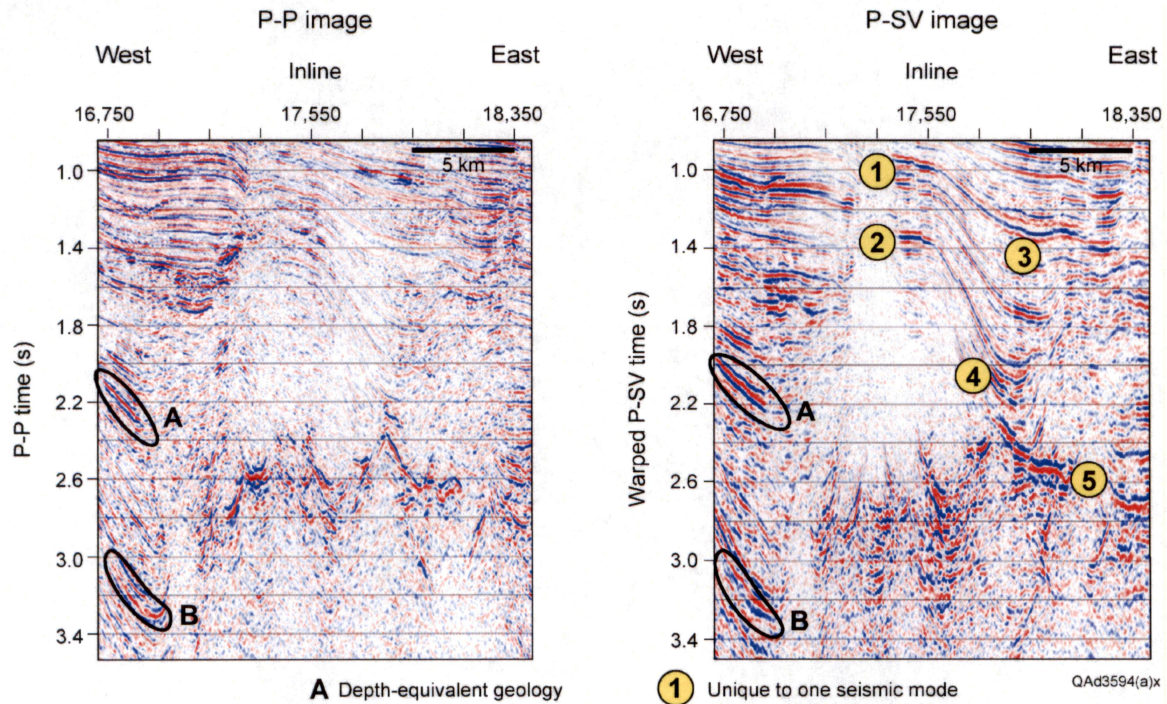 P-P image
West East
Inline
16,750 17,550 18,350
5 km
1.0
1.4
1.8
2.2
2.6
3.0
3.4
P-P time (s)
A
B
P-SV image
West East
Inline
16,750 17,550 18,350
5 km
1.0
1.4
1.8
2.2
2.6
3.0
3.4
Warped P-SV time (s)
1
2
3
4
A
5
B
A Depth-equivalent geology
1 Unique to one seismic mode
QAd3594(a)x